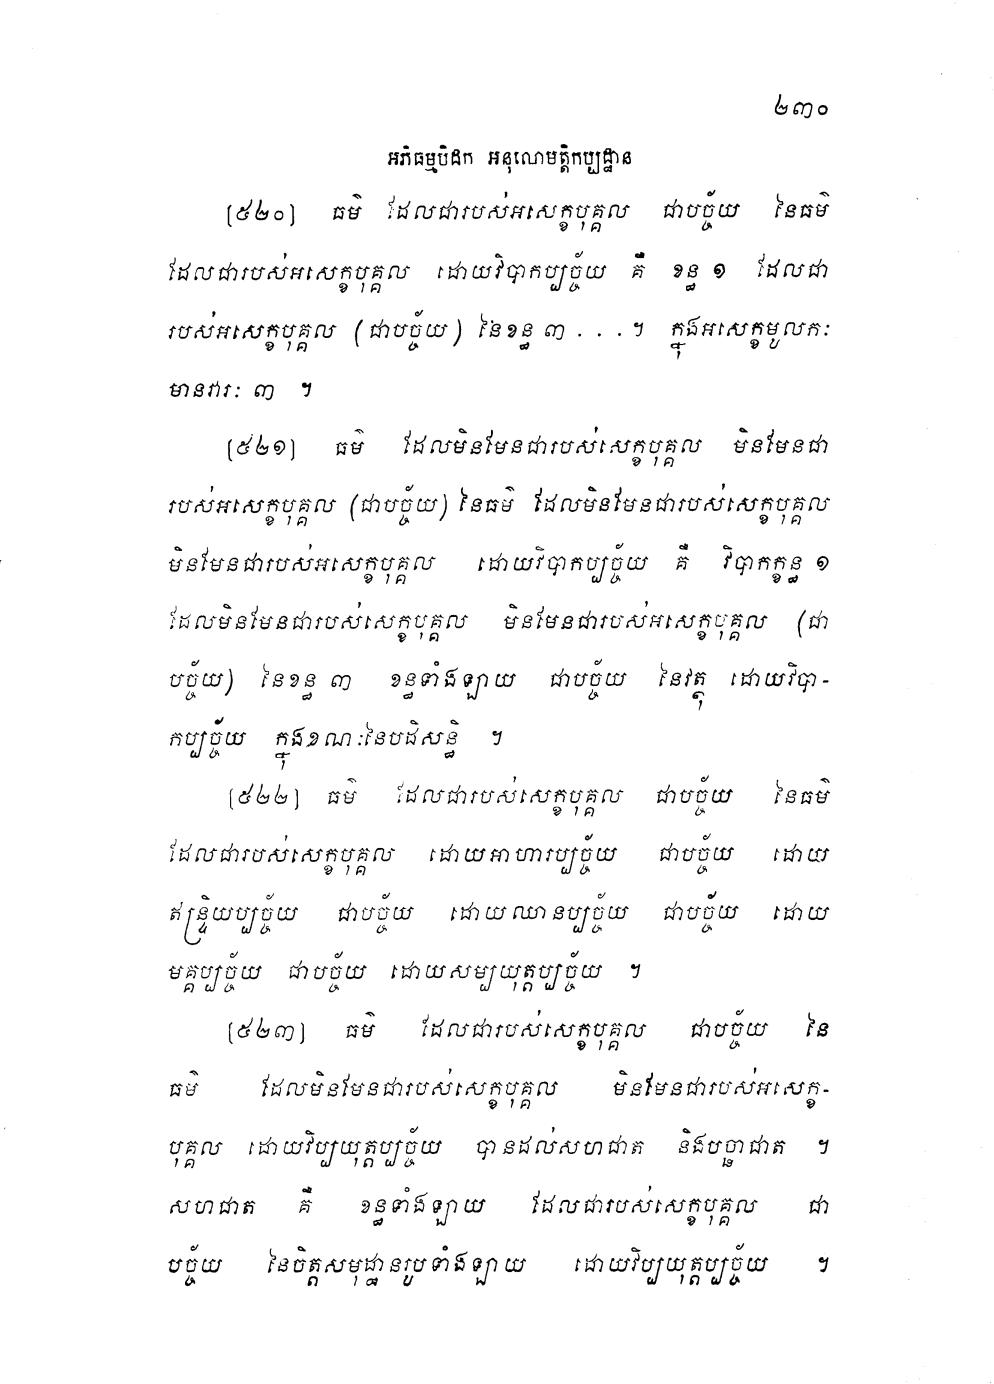 ២៣០
អភិធម្មបិដក អនុលោមត្តិកប្បដ្ឋាន
[៥២០] ធម៌ ដែលជារបស់អសេក្ខបុគ្គល ជាបច្ច័យ នៃធម៌
ដែលជារបស់អសេក្ខបុគ្គល ដោយវិបាកប្បច្ច័យ គឺ ខន្ធ ១ ដែលជា
របស់អសេក្ខបុគ្គល (ជាបច្ច័យ) នៃខន្ធ ៣ . . . ។ ក្នុងអសេក្ខមូលកៈ
មានវារៈ ៣ ។
[៥២១] ធម៌ ដែលមិនមែនជារបស់សេក្ខបុគ្គល មិនមែនជា
របស់អសេក្ខបុគ្គល (ជាបច្ច័យ) នៃធម៌ ដែលមិនមែនជារបស់សេក្ខបុគ្គល
មិនមែនជារបស់អសេក្ខបុគ្គល ដោយវិបាកប្បច្ច័យ គឺ វិបាកក្ខន្ធ ១
ដែលមិនមែនជារបស់សេក្ខបុគ្គល មិនមែនជារបស់អសេក្ខបុគ្គល (ជា
បច្ច័យ) នៃខន្ធ ៣ ខន្ធទាំងឡាយ ជាបច្ច័យ នៃវត្ថុ ដោយវិបា-
កប្បច្ច័យ ក្នុងខណៈនៃបដិសន្ធិ ។
[៥២២] ធម៌ ដែលជារបស់សេក្ខបុគ្គល ជាបច្ច័យ នៃធម៌
ដែលជារបស់សេក្ខបុគ្គល ដោយអាហារប្បច្ច័យ ជាបច្ច័យ ដោយ
ឥន្ទ្រិយប្បច្ច័យ ជាបច្ច័យ ដោយឈានប្បច្ច័យ ជាបច្ច័យ ដោយ
មគ្គប្បច្ច័យ ជាបច្ច័យ ដោយសម្បយុត្តប្បច្ច័យ ។
[៥២៣] ធម៌ ដែលជារបស់សេក្ខបុគ្គល ជាបច្ច័យ នៃ
ធម៌ ដែលមិនមែនជារបស់សេក្ខបុគ្គល មិនមែនជារបស់អសេក្ខ-
បុគ្គល ដោយវិប្បយុត្តប្បច្ច័យ បានដល់សហជាត និងបច្ឆាជាត ។
សហជាត គឺ ខន្ធទាំងឡាយ ដែលជារបស់សេក្ខបុគ្គល ជា
បច្ច័យ នៃចិត្តសមុដ្ឋានរូបទាំងឡាយ ដោយវិប្បយុត្តប្បច្ច័យ ។